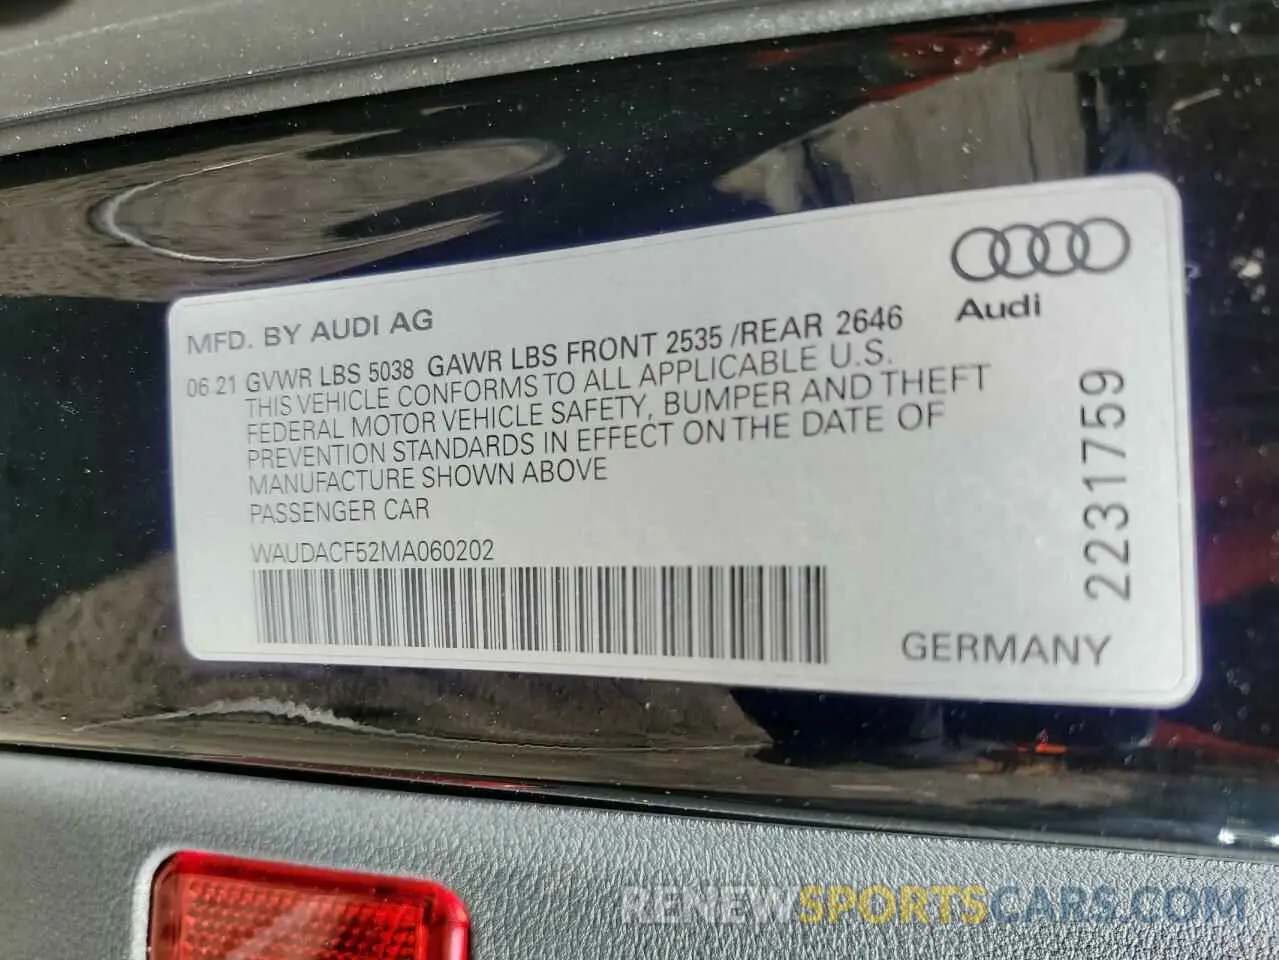 Audi
MFD. BY AUDI AG
06 21 GVWR LBS 5038 GAWR LBS FRONT 2535 /REAR 2646
THIS VEHICLE CONFORMS TO ALL APPLICABLE U.S.
FEDERAL MOTOR VEHICLE SAFETY, BUMPER AND THEFT
PREVENTION STANDARDS IN EFFECT ON THE DATE OF
MANUFACTURE SHOWN ABOVE
PASSENGER CAR
WAUDACF52MA060202
2231759
GERMANY
RENEWSPORTSCARS.COM